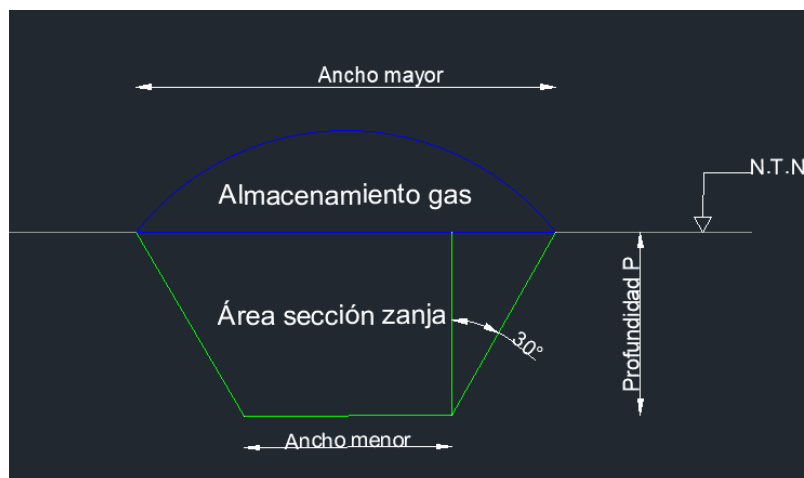 Ancho mayor
N.T.N
Almacenamiento gas
Área sección zanja
30°
Profundidad P
Ancho menor